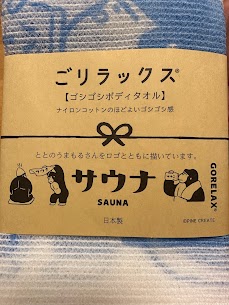 ごリラックス®
【ゴシゴシボディタオル】
ナイロンコットンのほどよいゴシゴシ感
ととのうまもるさんをロゴとともに描いています。
サウナ
SAUNA
GORELAX®
日本製
©PINE CREATE